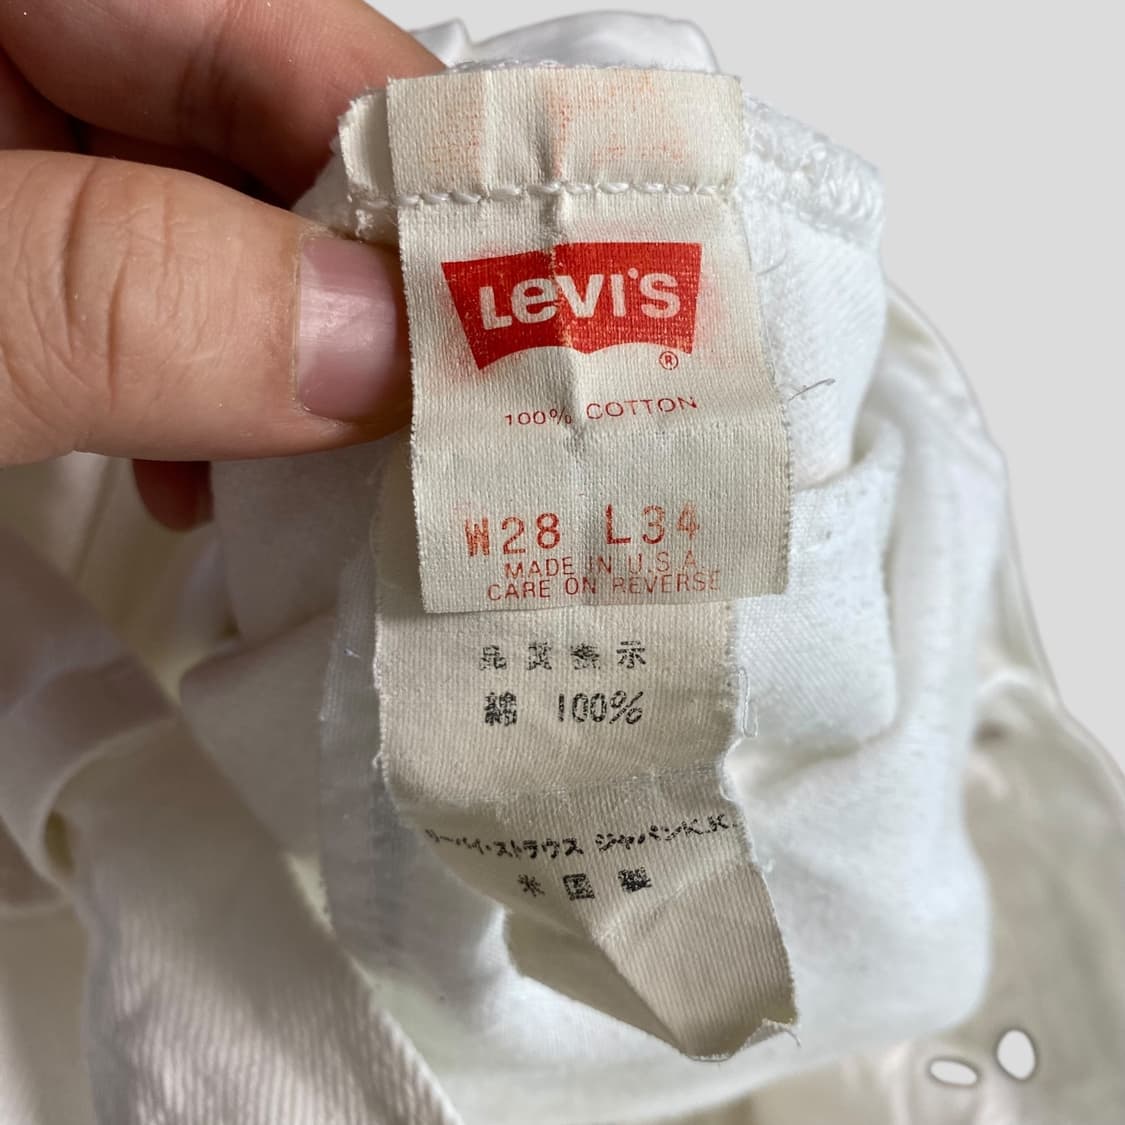 Levi's ®
100% COTTON
W28 L34
MADE IN U.S.A.
CARE ON REVERSE
品質表示
綿 100%
リーバイ・ストラウス ジャパンK.K.
米国製